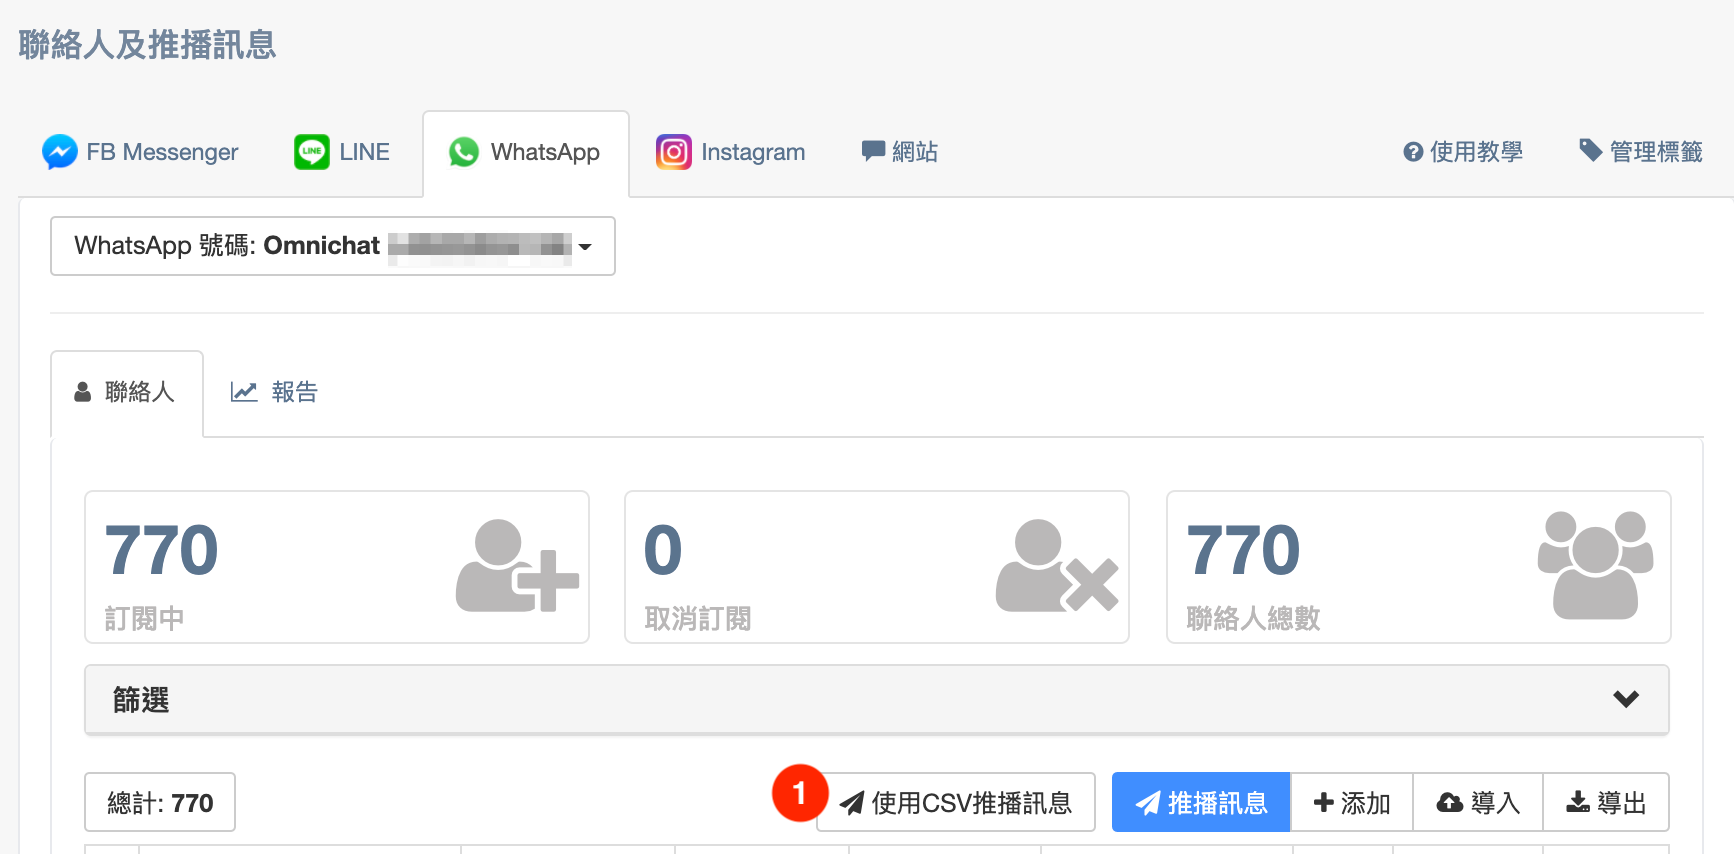 聯絡人及推播訊息
FB Messenger LINE WhatsApp Instagram 網站 使用教學 管理標籤
WhatsApp 號碼: Omnichat
聯絡人 報告
770 0 770
訂閱中 取消訂閱 聯絡人總數
篩選
總計: 770 1 使用CSV推播訊息 推播訊息 添加 導入 導出